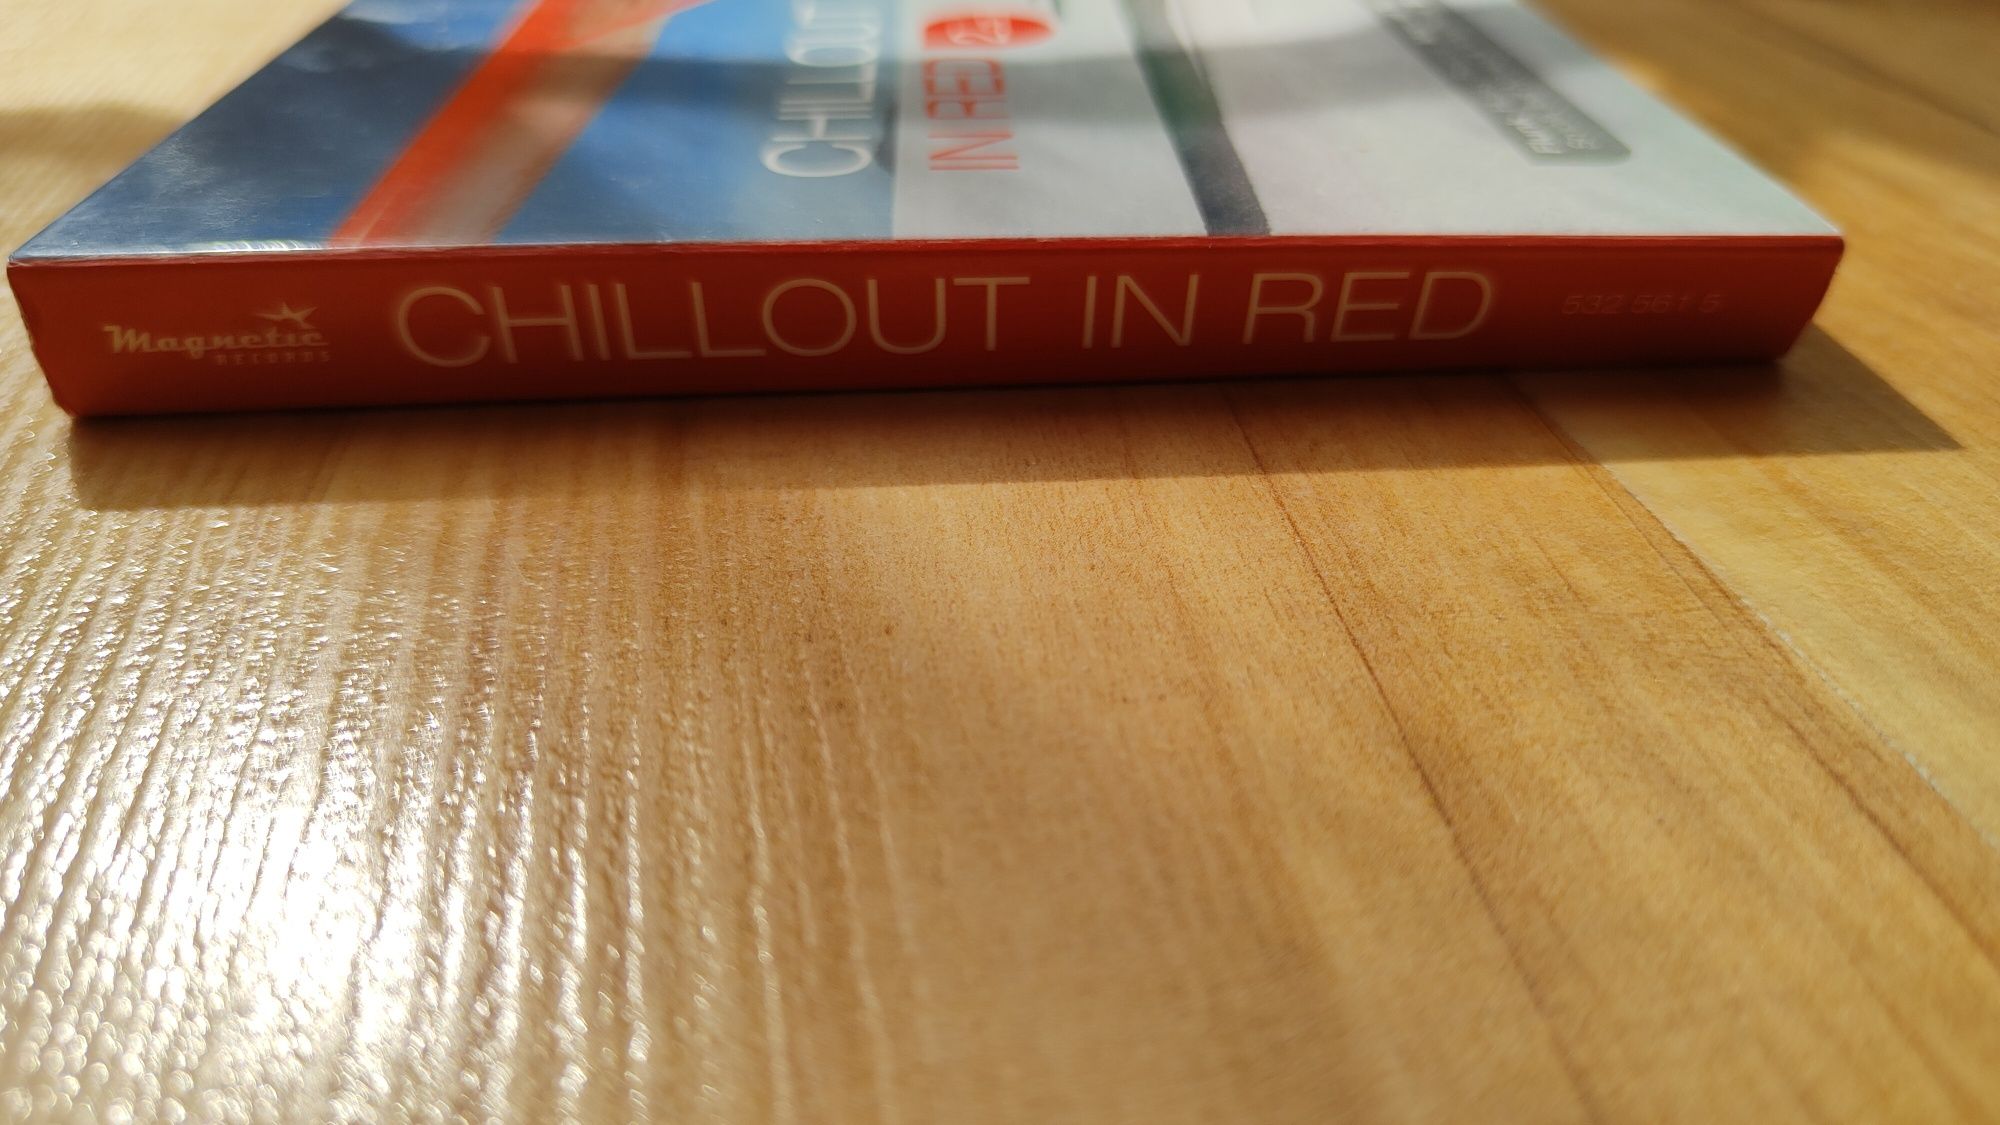 CHILLOUT
IN RED
Magnetic
RECORDS
CHILLOUT IN RED
532 561 5